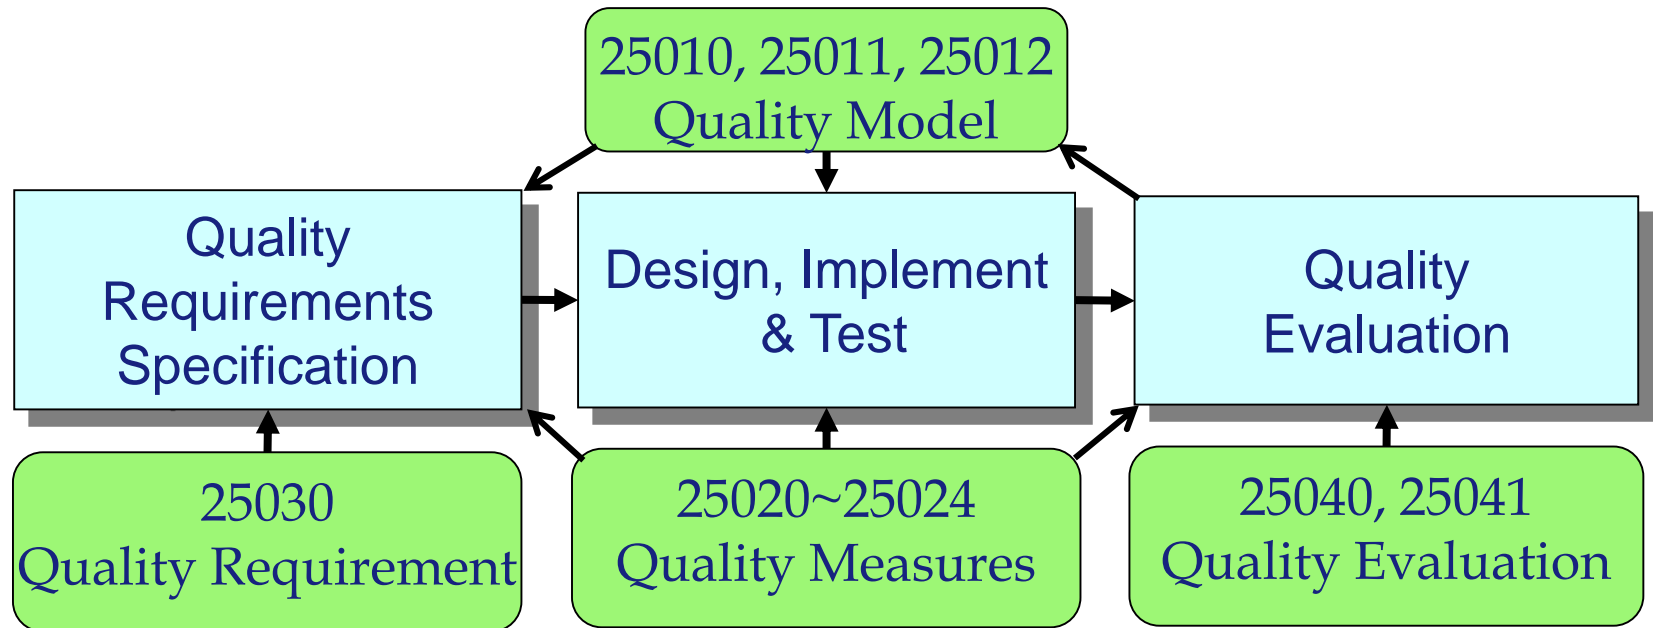 25010, 25011, 25012
Quality Model
Quality
Requirements
Specification
Design, Implement
& Test
Quality
Evaluation
25030
Quality Requirement
25020~25024
Quality Measures
25040, 25041
Quality Evaluation